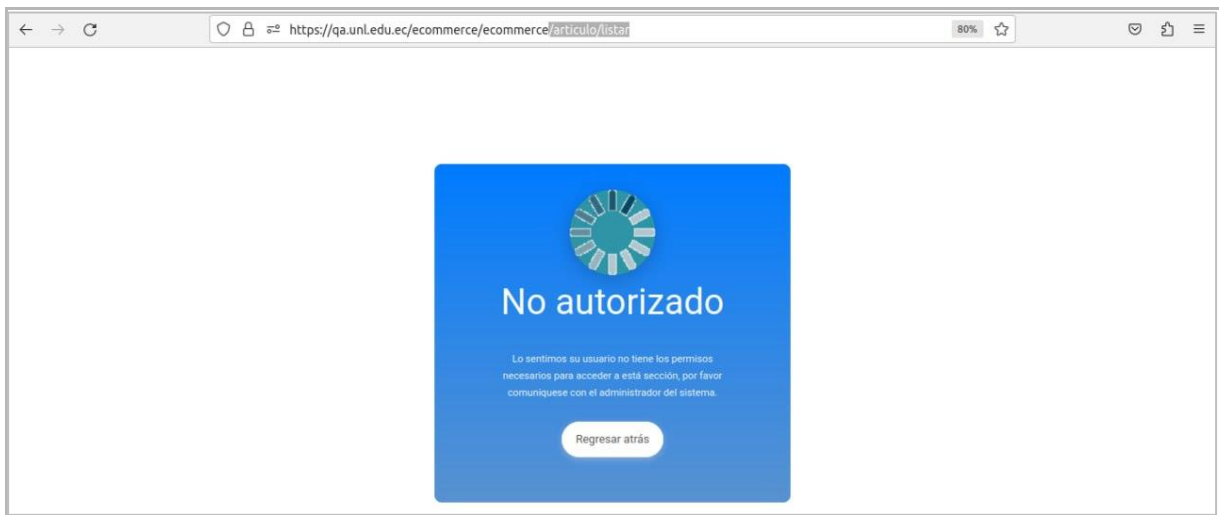 https://qa.unl.edu.ec/ecommerce/ecommerce/articulo/listar
80%
No autorizado
Lo sentimos su usuario no tiene los permisos
necesarios para acceder a está sección, por favor
comuniquese con el administrador del sistema.
Regresar atrás